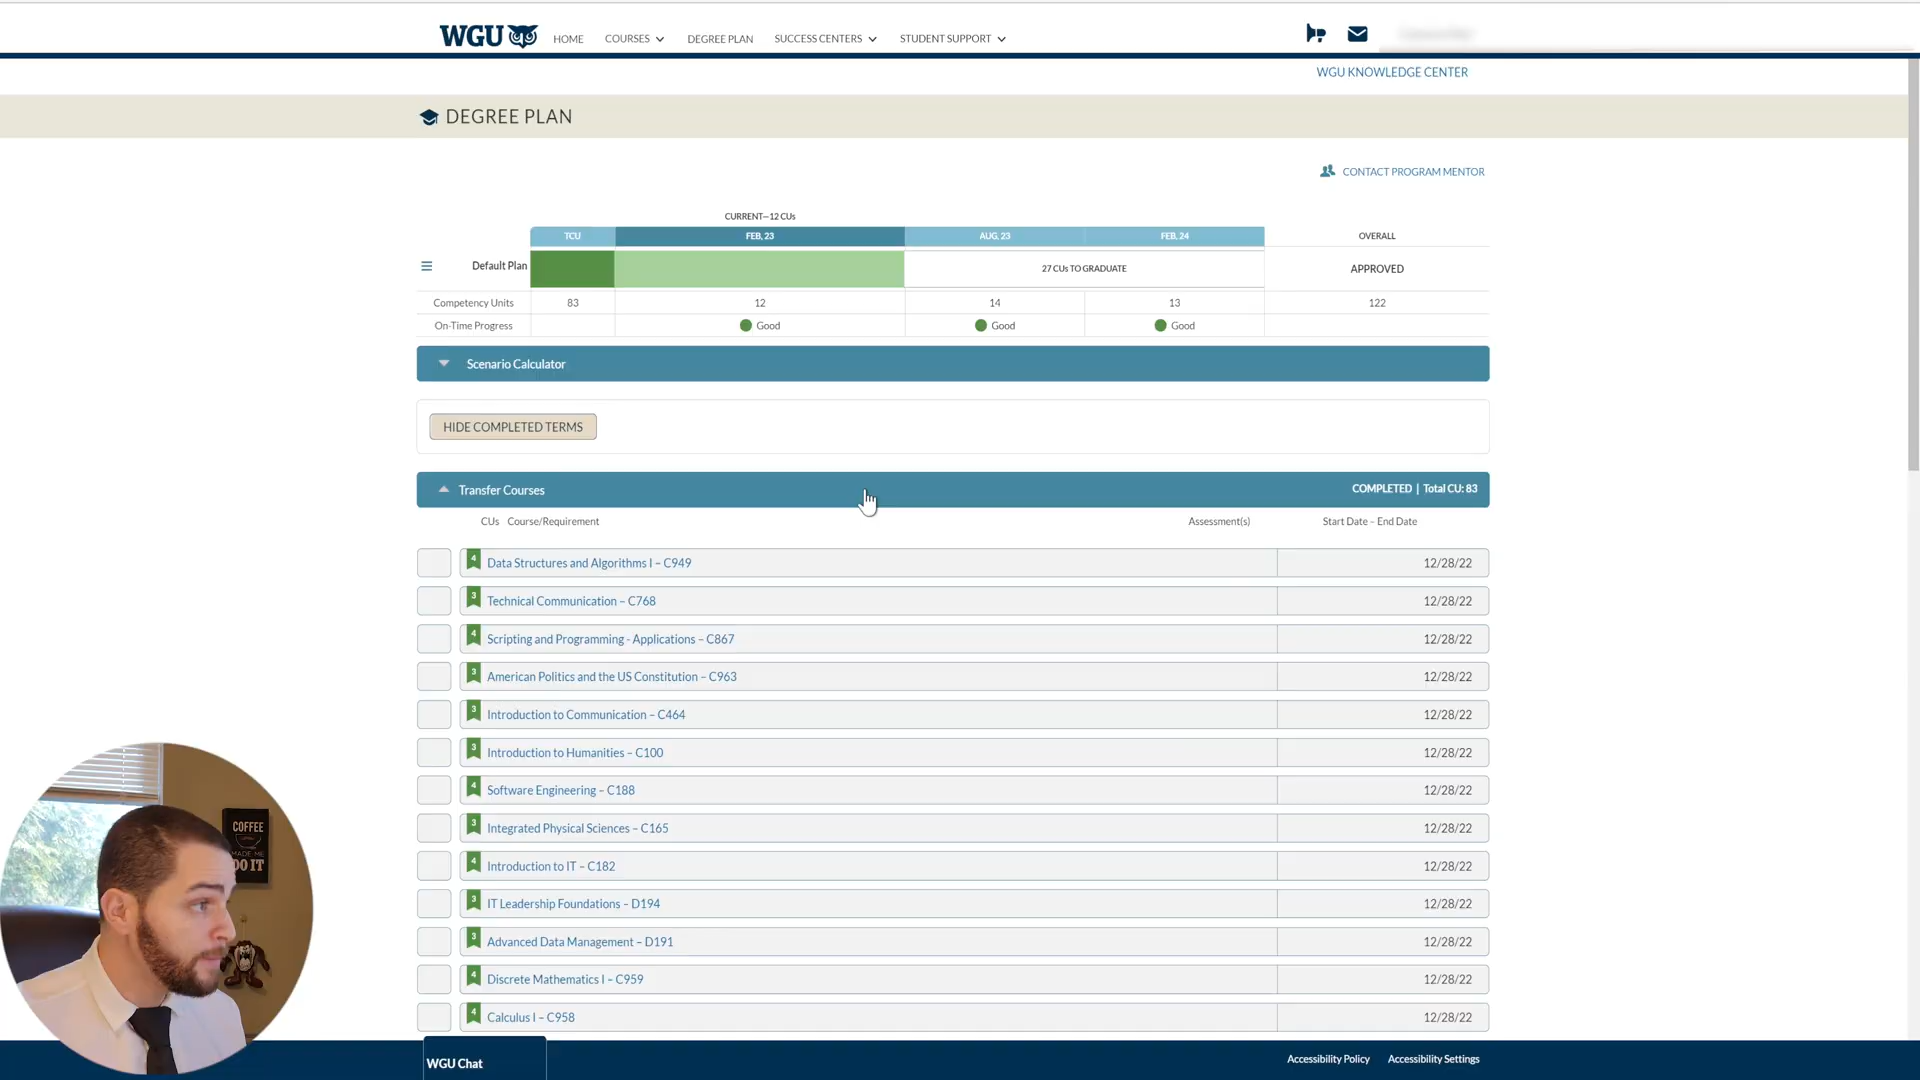 WGU HOME COURSES DEGREE PLAN SUCCESS CENTERS STUDENT SUPPORT
WGU KNOWLEDGE CENTER
DEGREE PLAN
CONTACT PROGRAM MENTOR
CURRENT—12 CUs
TCU FEB, 23 AUG, 23 FEB, 24 OVERALL
Default Plan 27 CUs TO GRADUATE APPROVED
Competency Units 83 12 14 13 122
On-Time Progress Good Good Good
Scenario Calculator
HIDE COMPLETED TERMS
Transfer Courses COMPLETED | Total CU: 83
CUs Course/Requirement Assessment(s) Start Date – End Date
4 Data Structures and Algorithms I – C949 12/28/22
3 Technical Communication – C768 12/28/22
4 Scripting and Programming - Applications – C867 12/28/22
3 American Politics and the US Constitution – C963 12/28/22
3 Introduction to Communication – C464 12/28/22
3 Introduction to Humanities – C100 12/28/22
4 Software Engineering – C188 12/28/22
3 Integrated Physical Sciences – C165 12/28/22
4 Introduction to IT – C182 12/28/22
3 IT Leadership Foundations – D194 12/28/22
3 Advanced Data Management – D191 12/28/22
4 Discrete Mathematics I – C959 12/28/22
4 Calculus I – C958 12/28/22
COFFEE
MADE ME
DO IT
WGU Chat Accessibility Policy Accessibility Settings